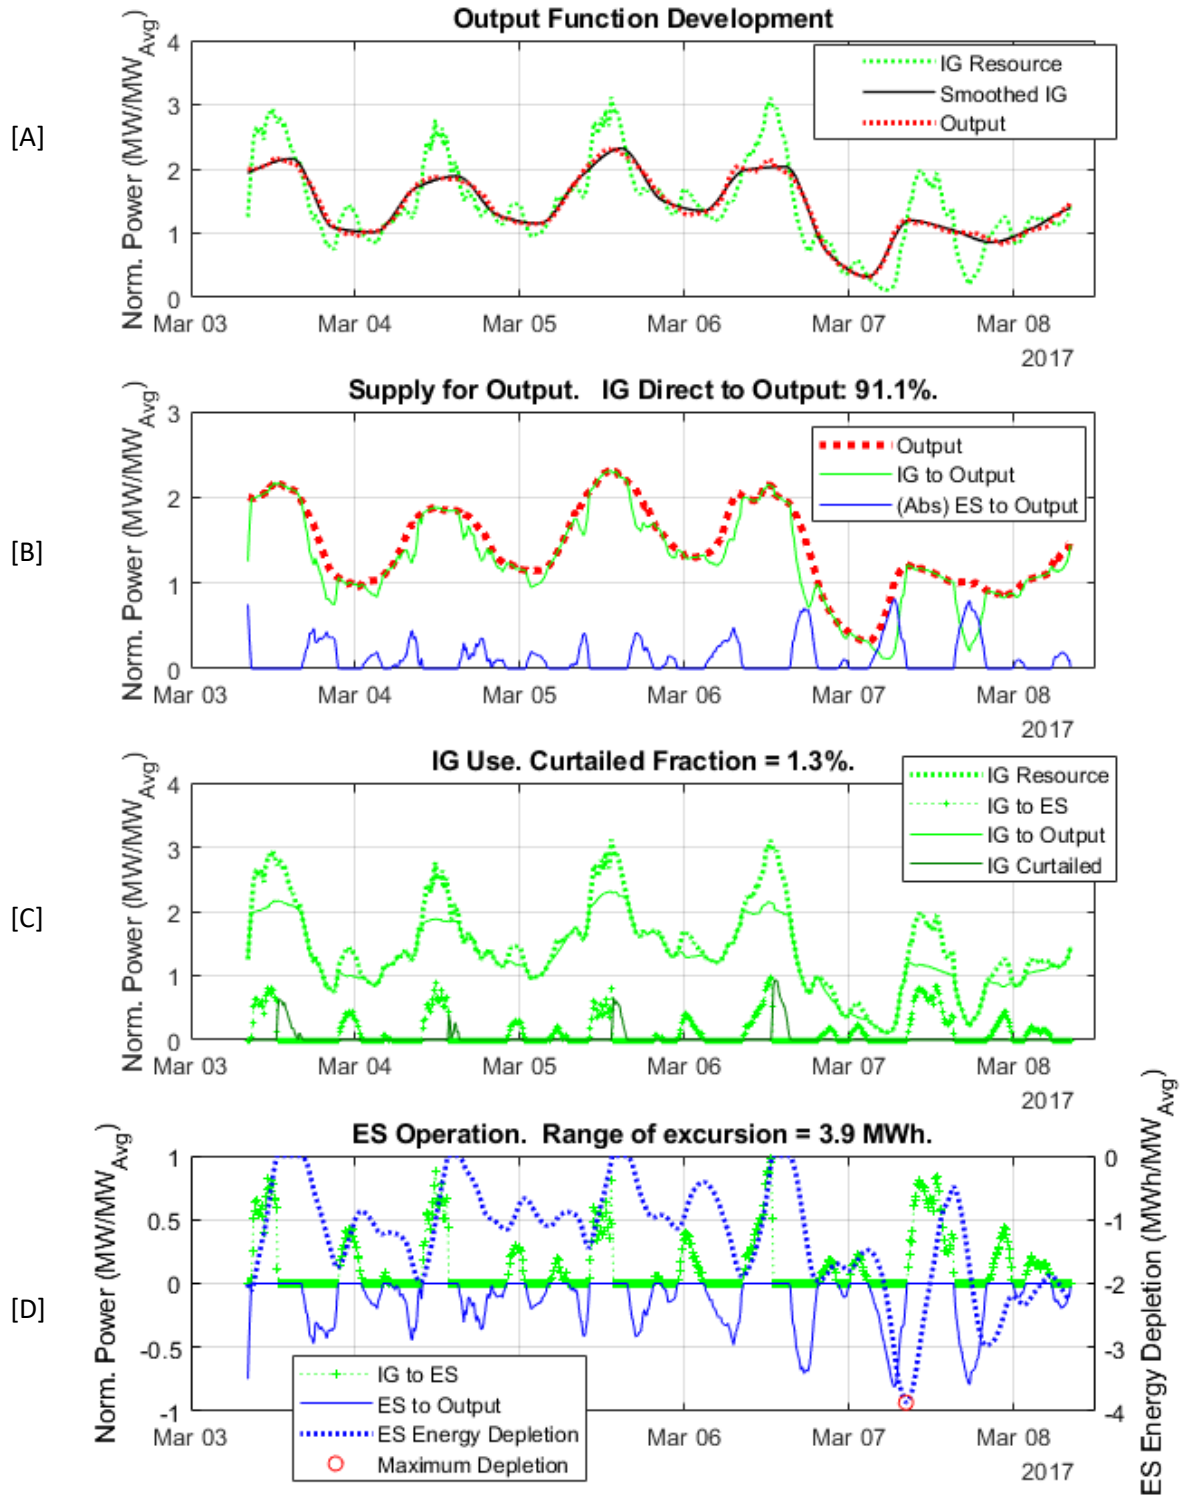 Output Function Development
[A]
Norm. Power (MW/MW_Avg)
4
3
2
1
0
IG Resource
Smoothed IG
Output
Mar 03 Mar 04 Mar 05 Mar 06 Mar 07 Mar 08
2017
Supply for Output. IG Direct to Output: 91.1%.
[B]
Norm. Power (MW/MW_Avg)
3
2
1
0
Output
IG to Output
(Abs) ES to Output
Mar 03 Mar 04 Mar 05 Mar 06 Mar 07 Mar 08
2017
IG Use. Curtailed Fraction = 1.3%.
[C]
Norm. Power (MW/MW_Avg)
4
3
2
1
0
IG Resource
IG to ES
IG to Output
IG Curtailed
Mar 03 Mar 04 Mar 05 Mar 06 Mar 07 Mar 08
2017
ES Operation. Range of excursion = 3.9 MWh.
[D]
Norm. Power (MW/MW_Avg)
1
0.5
0
-0.5
-1
0
-1
-2
-3
-4
ES Energy Depletion (MWh/MW_Avg)
IG to ES
ES to Output
ES Energy Depletion
Maximum Depletion
Mar 03 Mar 06 Mar 07 Mar 08
2017